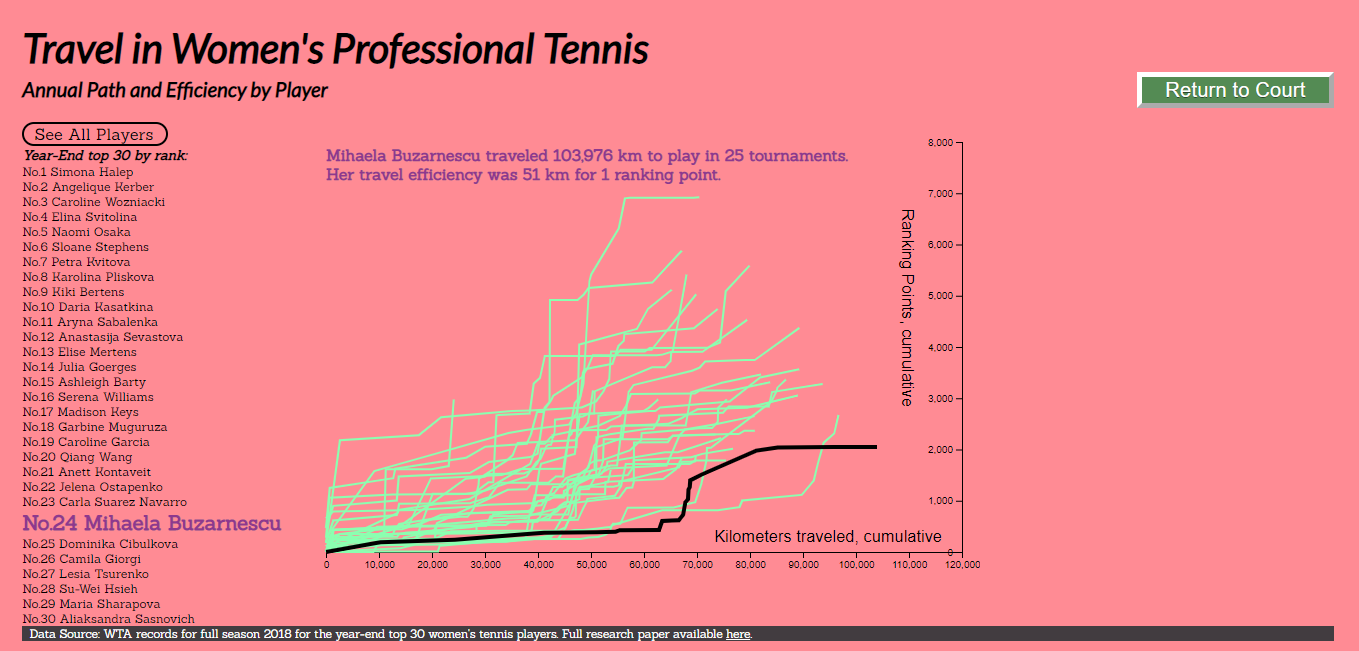 Travel in Women's Professional Tennis
Annual Path and Efficiency by Player
Return to Court
See All Players
Year-End top 30 by rank:
No.1 Simona Halep
No.2 Angelique Kerber
No.3 Caroline Wozniacki
No.4 Elina Svitolina
No.5 Naomi Osaka
No.6 Sloane Stephens
No.7 Petra Kvitova
No.8 Karolina Pliskova
No.9 Kiki Bertens
No.10 Daria Kasatkina
No.11 Aryna Sabalenka
No.12 Anastasija Sevastova
No.13 Elise Mertens
No.14 Julia Goerges
No.15 Ashleigh Barty
No.16 Serena Williams
No.17 Madison Keys
No.18 Garbine Muguruza
No.19 Caroline Garcia
No.20 Qiang Wang
No.21 Anett Kontaveit
No.22 Jelena Ostapenko
No.23 Carla Suarez Navarro
No.24 Mihaela Buzarnescu
No.25 Dominika Cibulkova
No.26 Camila Giorgi
No.27 Lesia Tsurenko
No.28 Su-Wei Hsieh
No.29 Maria Sharapova
No.30 Aliaksandra Sasnovich
Mihaela Buzarnescu traveled 103,976 km to play in 25 tournaments.
Her travel efficiency was 51 km for 1 ranking point.
8,000
7,000
6,000
5,000
4,000
3,000
2,000
1,000
0
Ranking Points, cumulative
Kilometers traveled, cumulative
0 10,000 20,000 30,000 40,000 50,000 60,000 70,000 80,000 90,000 100,000 110,000 120,000
Data Source: WTA records for full season 2018 for the year-end top 30 women's tennis players. Full research paper available here.